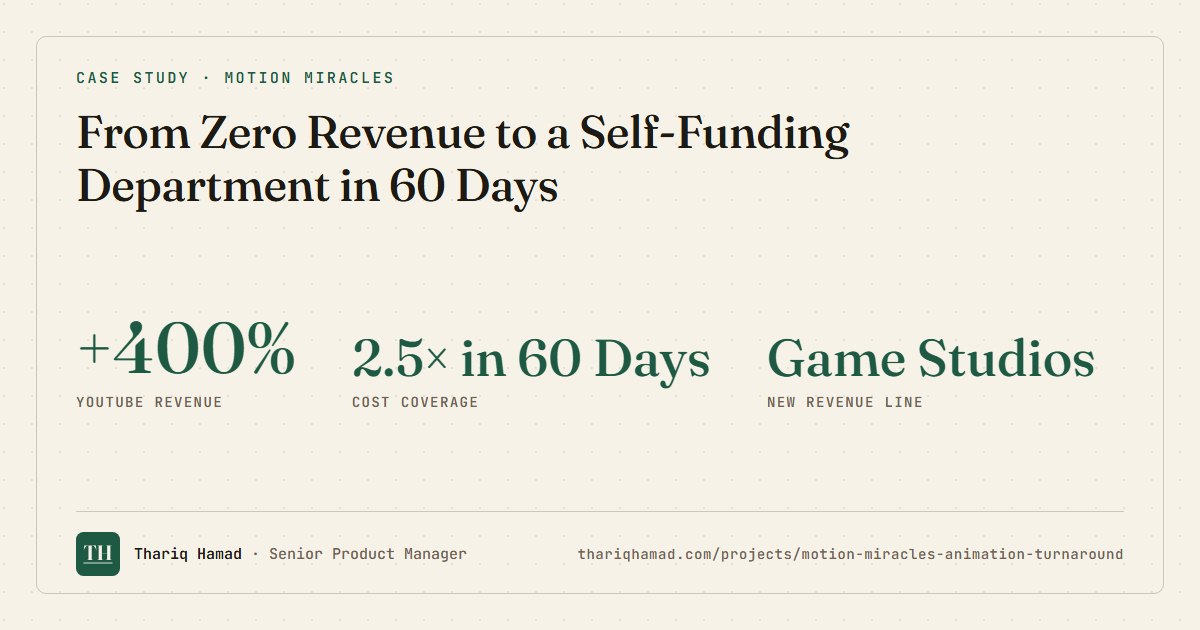 CASE STUDY · MOTION MIRACLES
From Zero Revenue to a Self-Funding
Department in 60 Days
+400%
YOUTUBE REVENUE
2.5× in 60 Days
COST COVERAGE
Game Studios
NEW REVENUE LINE
TH
Thariq Hamad · Senior Product Manager
thariqhamad.com/projects/motion-miracles-animation-turnaround